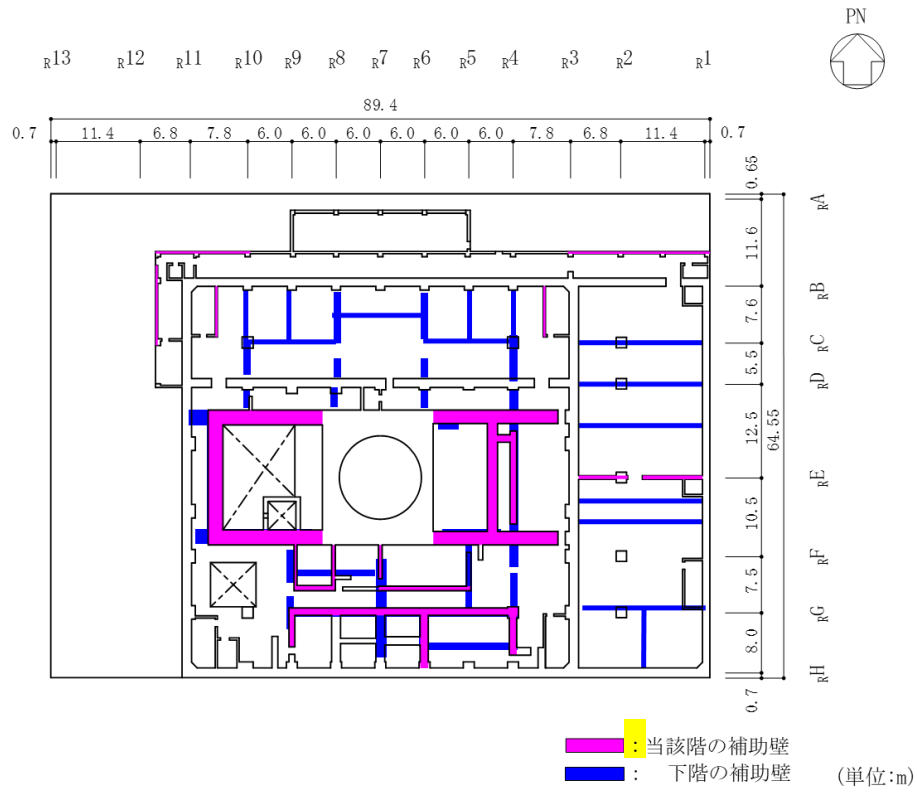 PN
R13 R12 R11 R10 R9 R8 R7 R6 R5 R4 R3 R2 R1
89.4
0.7 11.4 6.8 7.8 6.0 6.0 6.0 6.0 6.0 6.0 7.8 6.8 11.4 0.7
0.65
RA
11.6
RB
7.6
RC
5.5
RD
12.5
64.55
RE
10.5
RF
7.5
RG
8.0
RH
0.7
：当該階の補助壁
： 下階の補助壁 (単位:m)